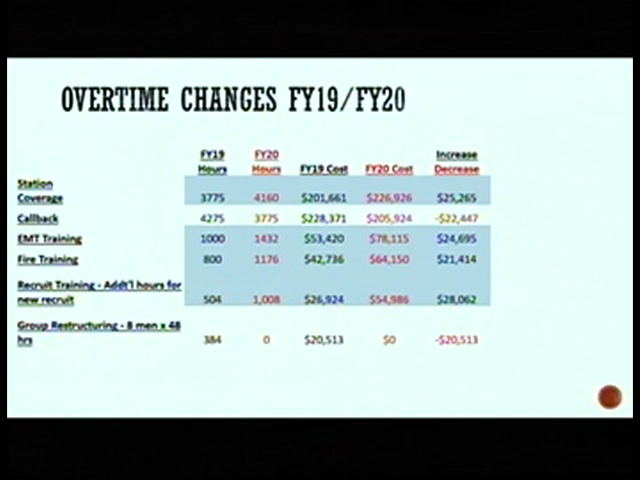 OVERTIME CHANGES FY19/FY20
FY19 FY20 Increase
Hours Hours FY19 Cost FY20 Cost Decrease
Station
Coverage 3775 4160 $201,661 $226,926 $25,265
Callback 4275 3775 $228,371 $205,924 -$22,447
EMT Training 1000 1432 $53,420 $78,115 $24,695
Fire Training 800 1176 $42,736 $64,150 $21,414
Recruit Training - Addt'l hours for
new recruit 504 1,008 $26,924 $54,986 $28,062
Group Restructuring - 8 men x 48
hrs 384 0 $20,513 $0 -$20,513